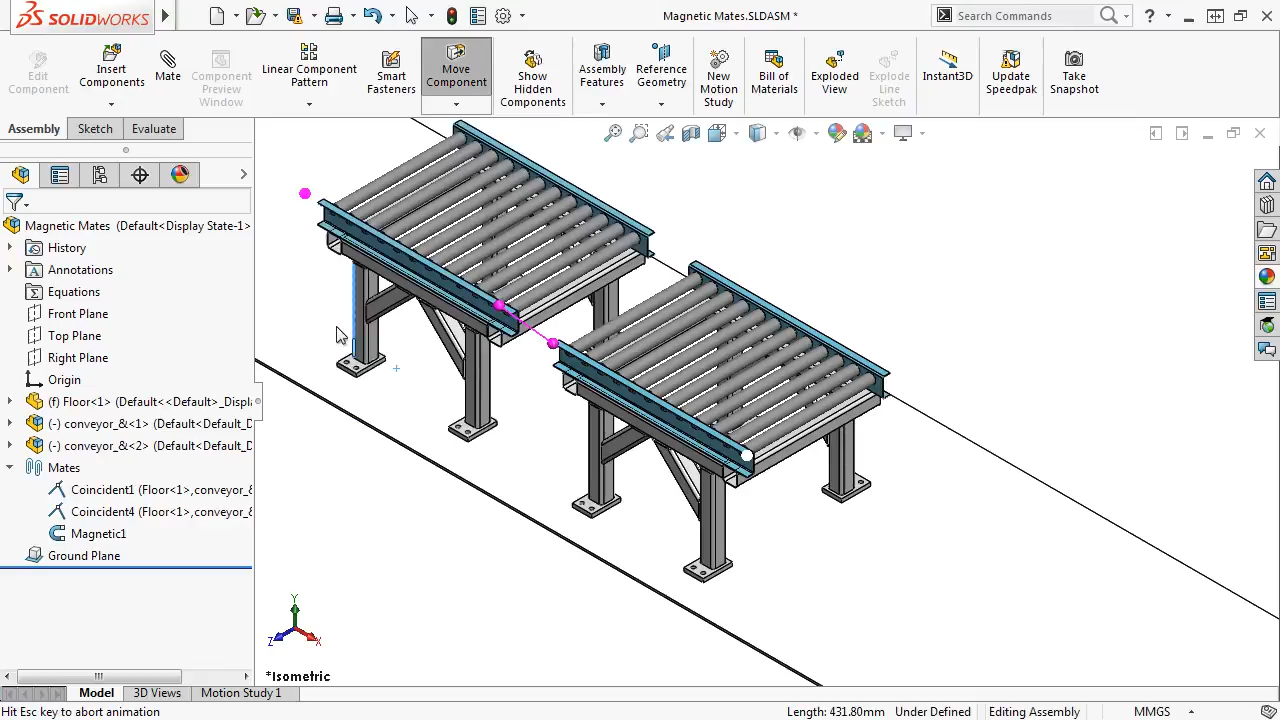 SOLIDWORKS
Magnetic Mates.SLDASM *
Search Commands
Edit
Component
Insert
Components
Mate
Component
Preview
Window
Linear Component
Pattern
Smart
Fasteners
Move
Component
Show
Hidden
Components
Assembly
Features
Reference
Geometry
New
Motion
Study
Bill of
Materials
Exploded
View
Explode
Line
Sketch
Instant3D
Update
Speedpak
Take
Snapshot
Assembly
Sketch
Evaluate
Magnetic Mates (Default<Display State-1>
History
Annotations
Equations
Front Plane
Top Plane
Right Plane
Origin
(f) Floor<1> (Default<<Default>_Displa
(-) conveyor_&<1> (Default<Default_D
(-) conveyor_&<2> (Default<Default_D
Mates
Coincident1 (Floor<1>,conveyor_&
Coincident4 (Floor<1>,conveyor_&
Magnetic1
Ground Plane
Y
Z
X
*Isometric
Model
3D Views
Motion Study 1
Hit Esc key to abort animation
Length: 431.80mm
Under Defined
Editing Assembly
MMGS